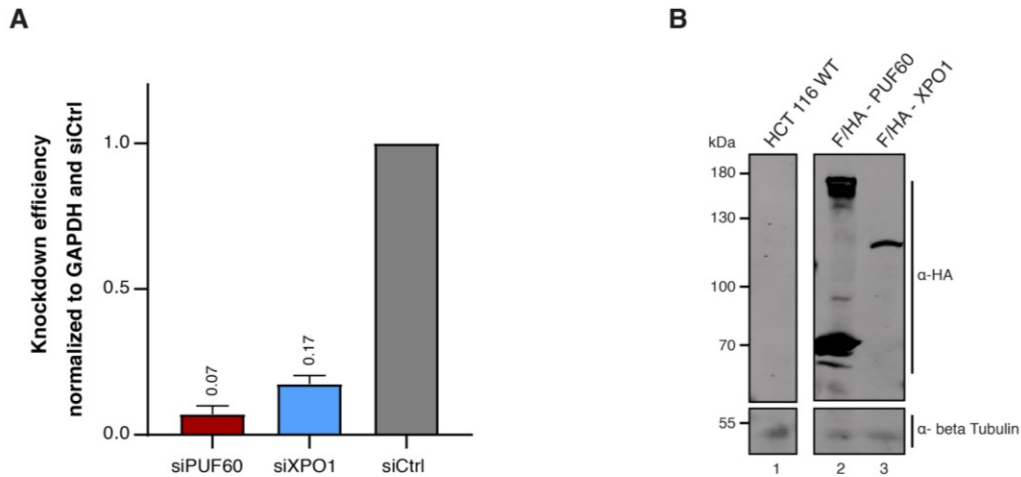 A
Knockdown efficiency
normalized to GAPDH and siCtrl
1.0
0.5
0.0
0.07
0.17
siPUF60
siXPO1
siCtrl
B
HCT 116 WT
F/HA - PUF60
F/HA - XPO1
kDa
180
130
100
70
55
α-HA
α- beta Tubulin
1
2
3